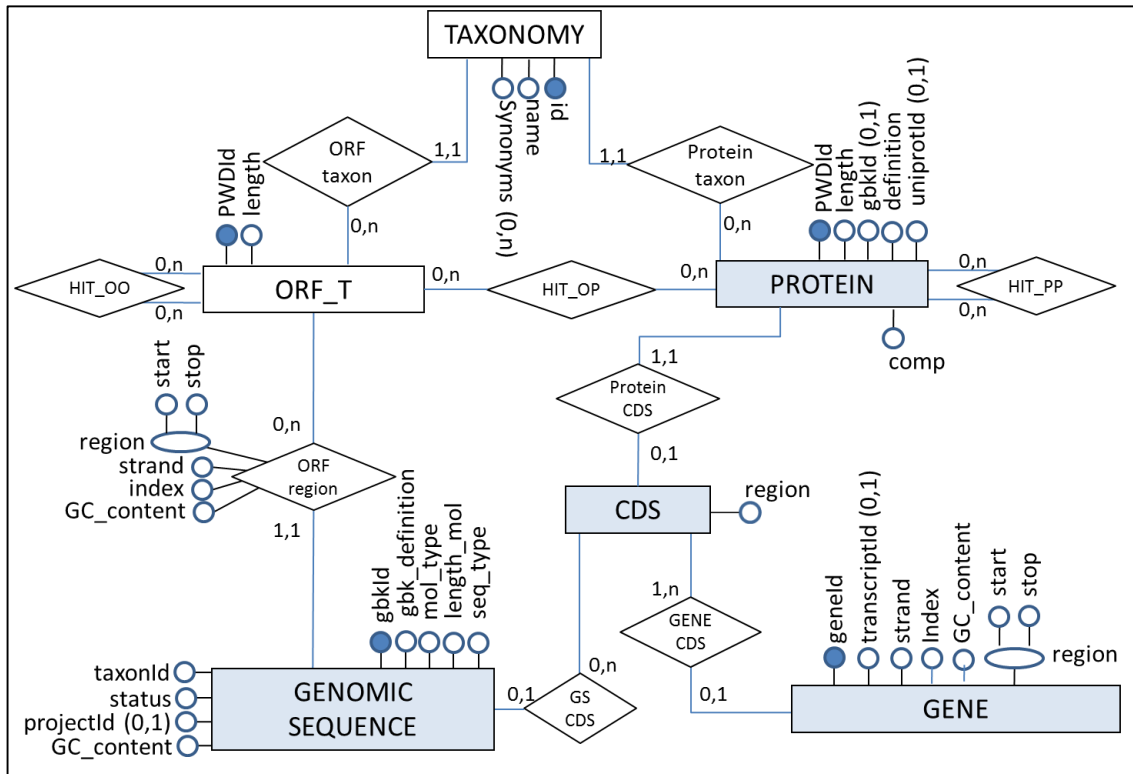 TAXONOMY
Synonyms (0,n)
name
id
ORF
taxon
1,1
0,n
Protein
taxon
1,1
0,n
PWDId
length
PWDId
length
gbkId (0,1)
definition
uniprotId (0,1)
HIT_OO
0,n
0,n
ORF_T
0,n
HIT_OP
0,n
PROTEIN
0,n
0,n
HIT_PP
comp
start
stop
region
strand
index
GC_content
0,n
ORF
region
1,1
1,1
Protein
CDS
0,1
CDS
region
gbkId
gbk_definition
mol_type
length_mol
seq_type
taxonId
status
projectId (0,1)
GC_content
GENOMIC
SEQUENCE
0,1
0,n
GS
CDS
1,n
GENE
CDS
0,1
geneId
transcriptId (0,1)
strand
Index
GC_content
start
stop
region
GENE